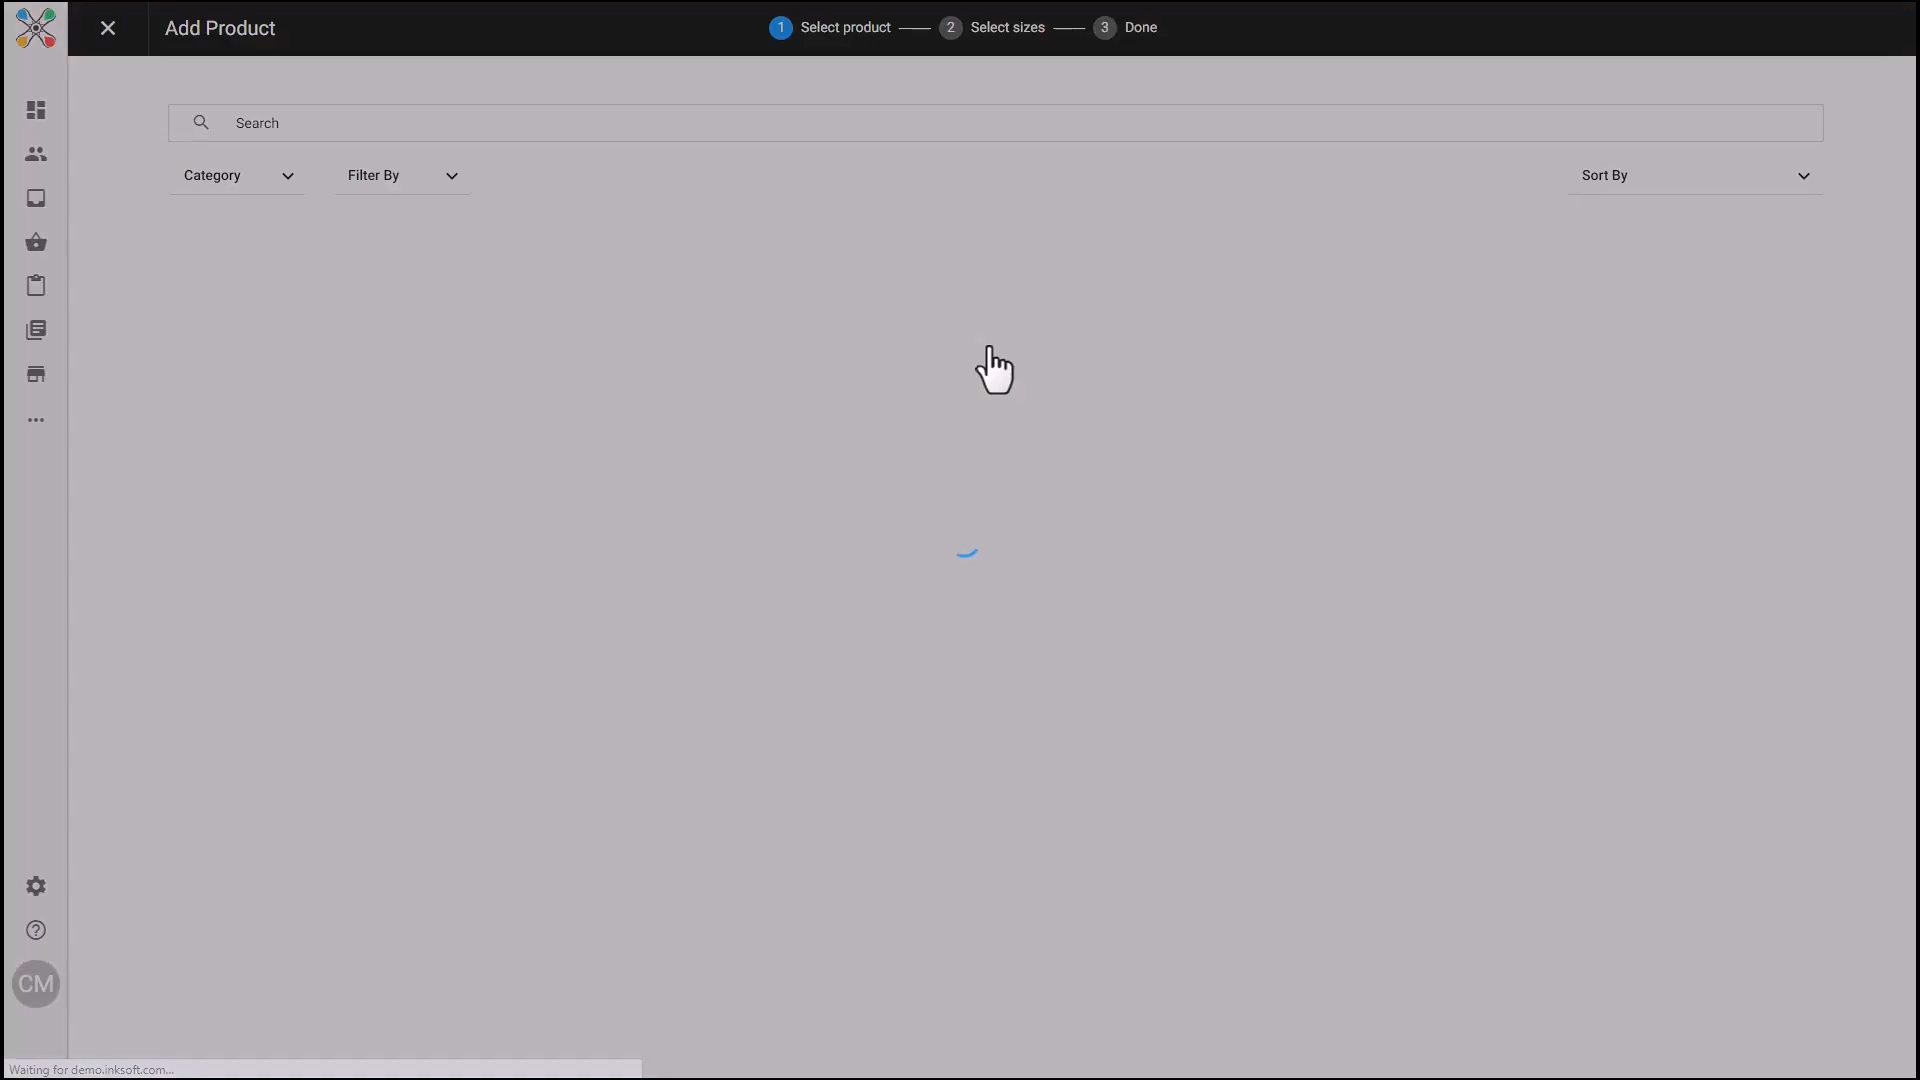 Add Product
1 Select product
2 Select sizes
3 Done
Search
Category
Filter By
Sort By
CM
Waiting for demo.inksoft.com...